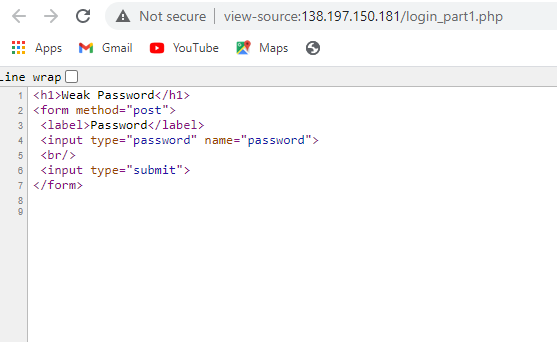 Not secure | view-source:138.197.150.181/login_part1.php
Apps Gmail YouTube Maps
Line wrap
1 <h1>Weak Password</h1>
2 <form method="post">
3 <label>Password</label>
4 <input type="password" name="password">
5 <br/>
6 <input type="submit">
7 </form>
8
9